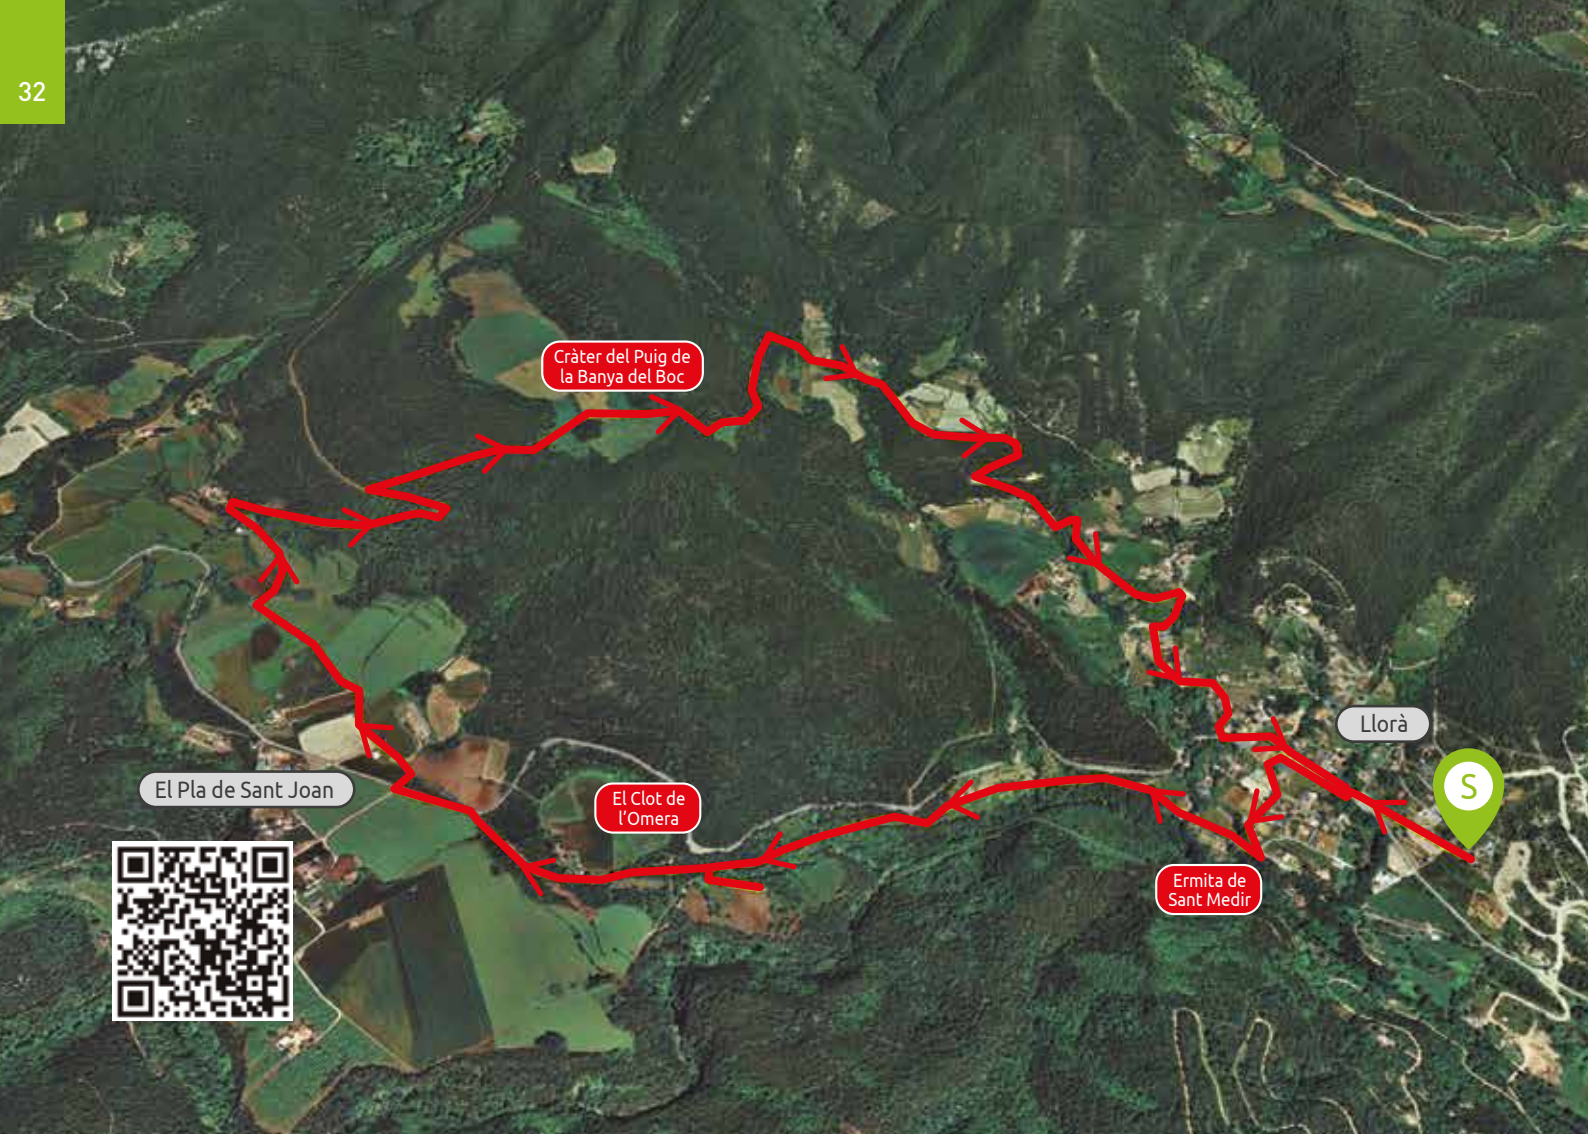 32
Cràter del Puig de
la Banya del Boc
Llorà
S
El Pla de Sant Joan
El Clot de
l'Omera
Ermita de
Sant Medir